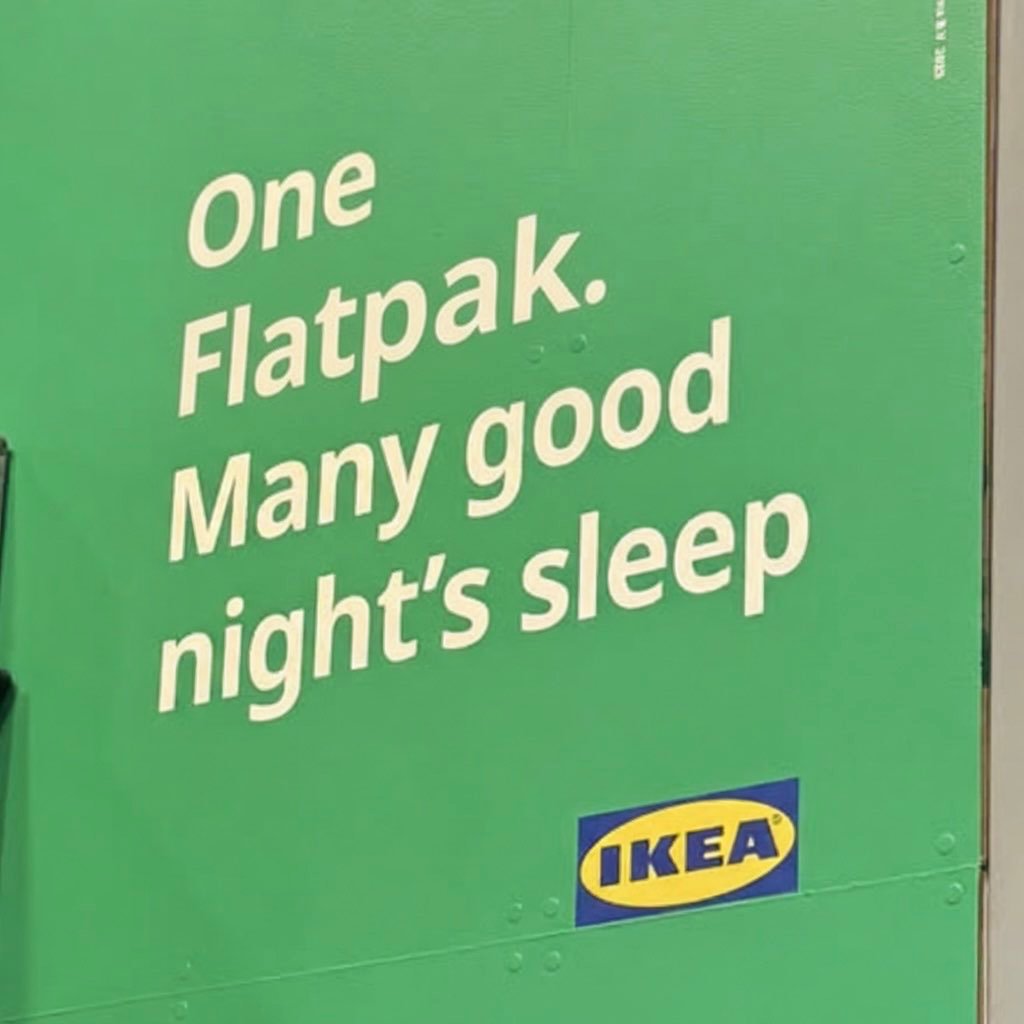 One
Flatpak.
Many good
night’s sleep
IKEA®